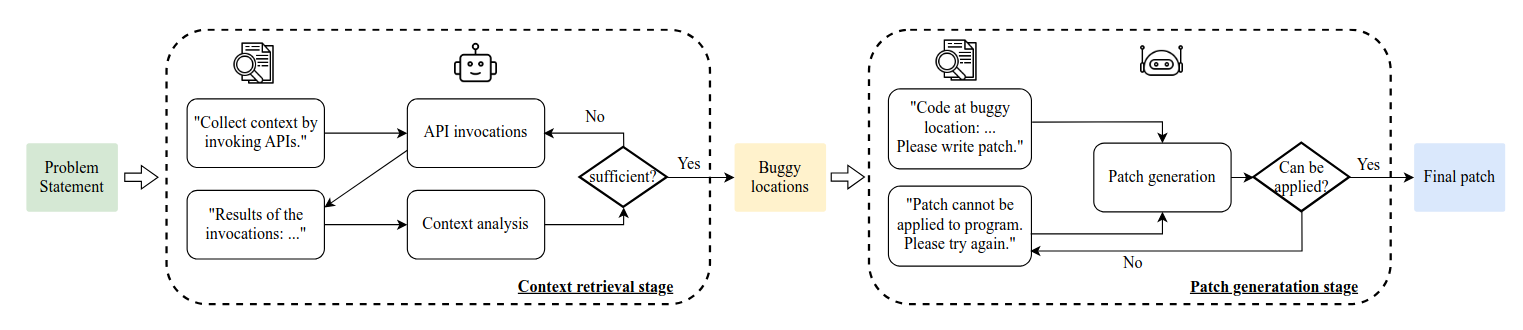 Problem
Statement
"Collect context by
invoking APIs."
API invocations
"Results of the
invocations: ..."
Context analysis
No
sufficient?
Yes
Context retrieval stage
Buggy
locations
"Code at buggy
location: ...
Please write patch."
"Patch cannot be
applied to program.
Please try again."
Patch generation
Can be
applied?
Yes
No
Patch generatation stage
Final patch